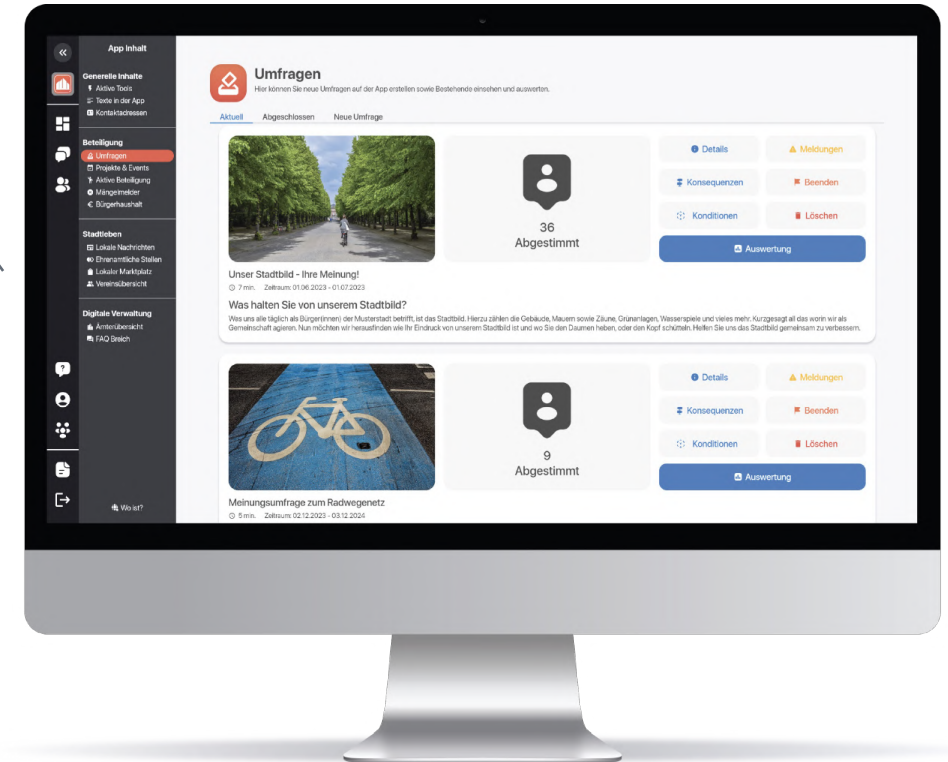 App Inhalt
Generelle Inhalte
Aktive Tools
Texte in der App
Kontaktadressen
Beteiligung
Umfragen
Projekte & Events
Aktive Beteiligung
Mängelmelder
Bürgerhaushalt
Stadtleben
Lokale Nachrichten
Ehrenamtliche Stellen
Lokaler Marktplatz
Vereinsübersicht
Digitale Verwaltung
Ämterübersicht
FAQ Breich
Wo ist?
Umfragen
Hier können Sie neue Umfragen auf der App erstellen sowie Bestehende einsehen und auswerten.
Aktuell Abgeschlossen Neue Umfrage
36
Abgestimmt
Details Meldungen
Konsequenzen Beenden
Konditionen Löschen
Auswertung
Unser Stadtbild - Ihre Meinung!
7 min. Zeitraum: 01.06.2023 - 01.07.2023
Was halten Sie von unserem Stadtbild?
Was uns alle täglich als Bürger(innen) der Musterstadt betrifft, ist das Stadtbild. Hierzu zählen die Gebäude, Mauern sowie Zäune, Grünanlagen, Wasserspiele und vieles mehr. Kurzgesagt all das worin wir als
Gemeinschaft agieren. Nun möchten wir herausfinden wie Ihr Eindruck von unserem Stadtbild ist und wo Sie den Daumen heben, oder den Kopf schütteln. Helfen Sie uns das Stadtbild gemeinsam zu verbessern.
9
Abgestimmt
Details Meldungen
Konsequenzen Beenden
Konditionen Löschen
Auswertung
Meinungsumfrage zum Radwegenetz
5 min. Zeitraum: 02.12.2023 - 03.12.2024